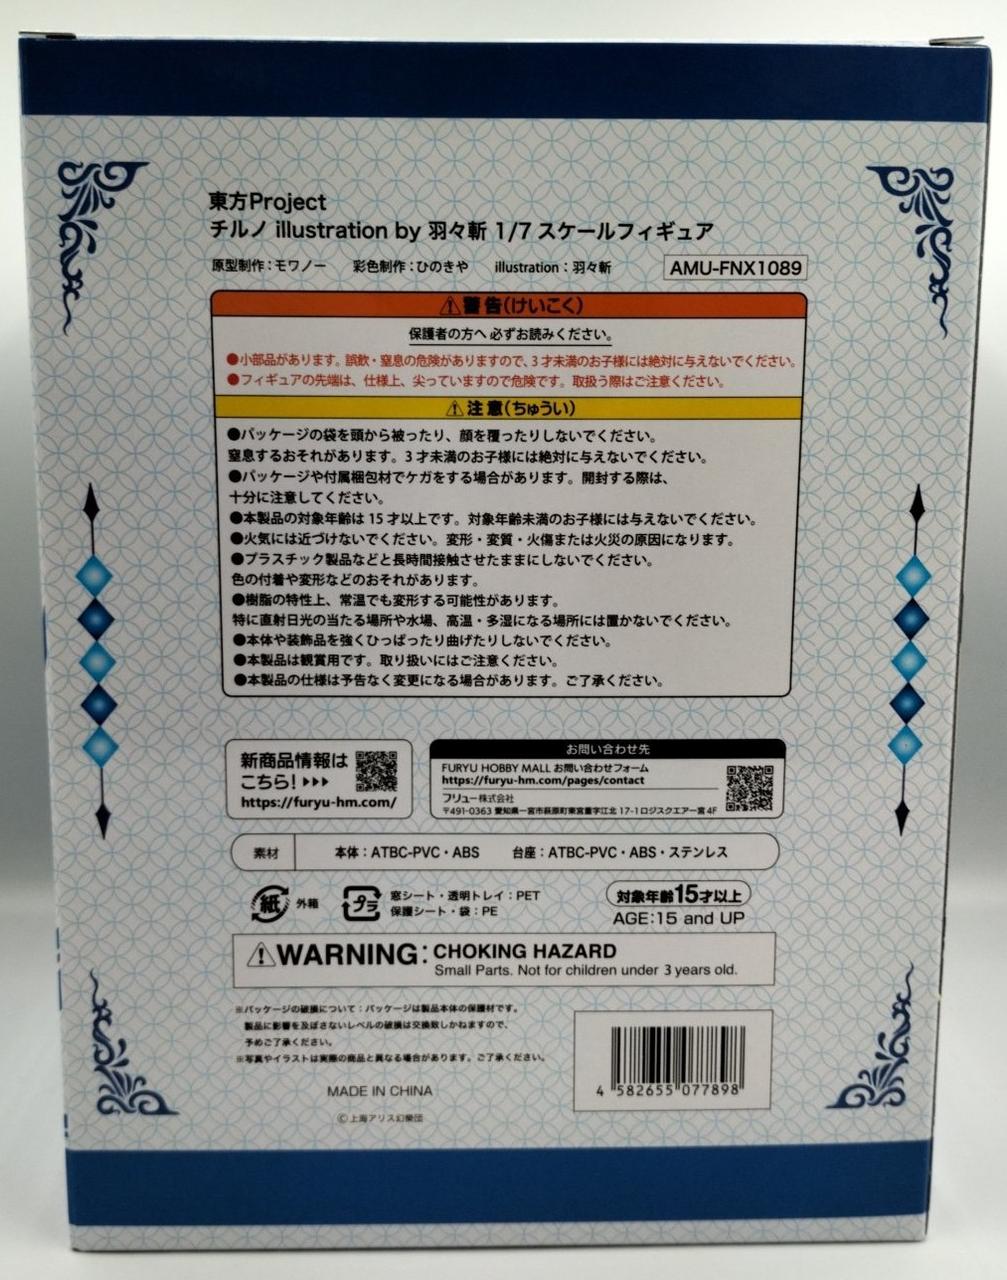 東方Project
チルノ illustration by 羽々斬 1/7 スケールフィギュア
原型制作：モワノー 彩色制作：ひのきや illustration：羽々斬 AMU-FNX1089
⚠警告(けいこく)
保護者の方へ 必ずお読みください。
●小部品があります。誤飲・窒息の危険がありますので、3才未満のお子様には絶対に与えないでください。
●フィギュアの先端は、仕様上、尖っていますので危険です。取扱う際はご注意ください。
⚠注意(ちゅうい)
●パッケージの袋を頭から被ったり、顔を覆ったりしないでください。
窒息するおそれがあります。3才未満のお子様には絶対に与えないでください。
●パッケージや付属梱包材でケガをする場合があります。開封する際は、
十分に注意してください。
●本製品の対象年齢は15才以上です。対象年齢未満のお子様には与えないでください。
●火気には近づけないでください。変形・変質・火傷または火災の原因になります。
●プラスチック製品などと長時間接触させたままにしないでください。
色の付着や変形などのおそれがあります。
●樹脂の特性上、常温でも変形する可能性があります。
特に直射日光の当たる場所や水場、高温・多湿になる場所には置かないでください。
●本体や装飾品を強くひっぱったり曲げたりしないでください。
●本製品は観賞用です。取り扱いにはご注意ください。
●本製品の仕様は予告なく変更になる場合があります。ご了承ください。
新商品情報は
こちら!▶▶▶
https://furyu-hm.com/
お問い合わせ先
FURYU HOBBY MALL お問い合わせフォーム
https://furyu-hm.com/pages/contact
フリュー株式会社
〒491-0363 愛知県一宮市萩原町東宮重字江北 17-1ロジスクエアー宮 4F
素材 本体：ATBC-PVC・ABS 台座：ATBC-PVC・ABS・ステンレス
紙 外箱 プラ 窓シート・透明トレイ：PET
保護シート・袋：PE
対象年齢15才以上
AGE:15 and UP
⚠WARNING: CHOKING HAZARD
Small Parts. Not for children under 3 years old.
※パッケージの破損について：パッケージは製品本体の保護材です。
製品に影響を及ぼさないレベルの破損は交換致しかねますので、
予めご了承ください。
※写真やイラストは実際の商品と異なる場合があります。ご了承ください。
4 582655 077898
MADE IN CHINA
©上海アリス幻樂団